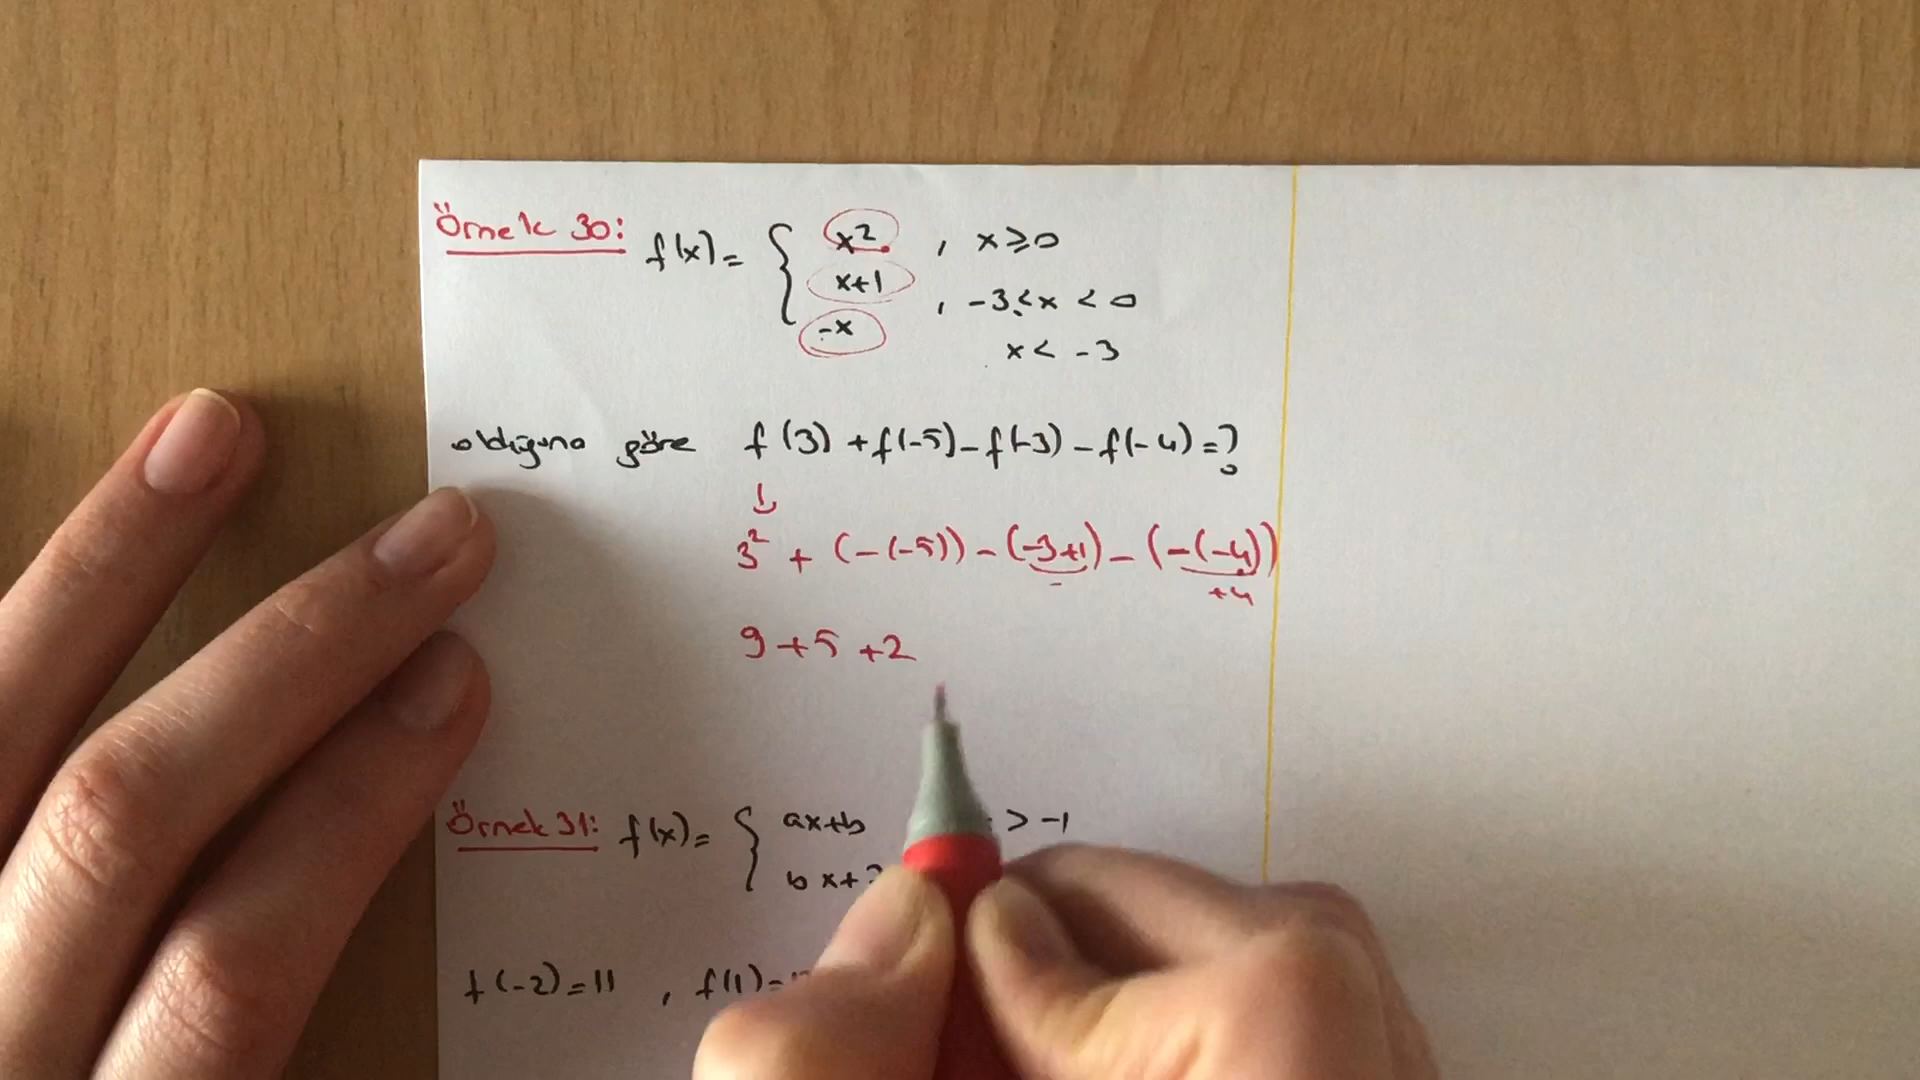 Örnek 30: f(x) = { x² , x ≥ 0
x+1 , -3 < x < 0
-x x < -3
olduğuna göre f(3) + f(-5) - f(-3) - f(-4) = ?
3² + (-(-5)) - (-3+1) - (-(-4))
- +4
9 + 5 + 2
Örnek 31: f(x) = { ax+b > -1
bx+
f(-2) = 11 , f(1) =